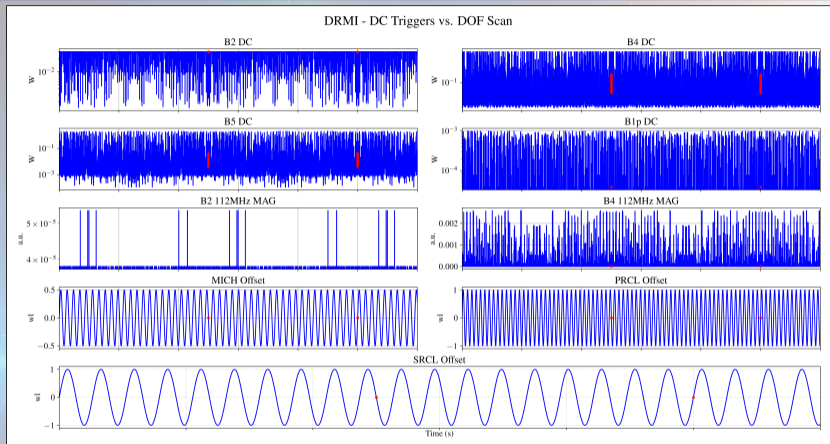 DRMI - DC Triggers vs. DOF Scan
B2 DC
W
10⁻²
B4 DC
W
10⁻¹
B5 DC
W
10⁻¹
10⁻³
B1p DC
W
10⁻³
10⁻⁴
B2 112MHz MAG
a.u.
5 × 10⁻⁵
4 × 10⁻⁵
B4 112MHz MAG
a.u.
0.002
0.001
0.000
MICH Offset
wl
0.5
0.0
−0.5
PRCL Offset
wl
1
0
−1
SRCL Offset
wl
1
0
−1
Time (s)